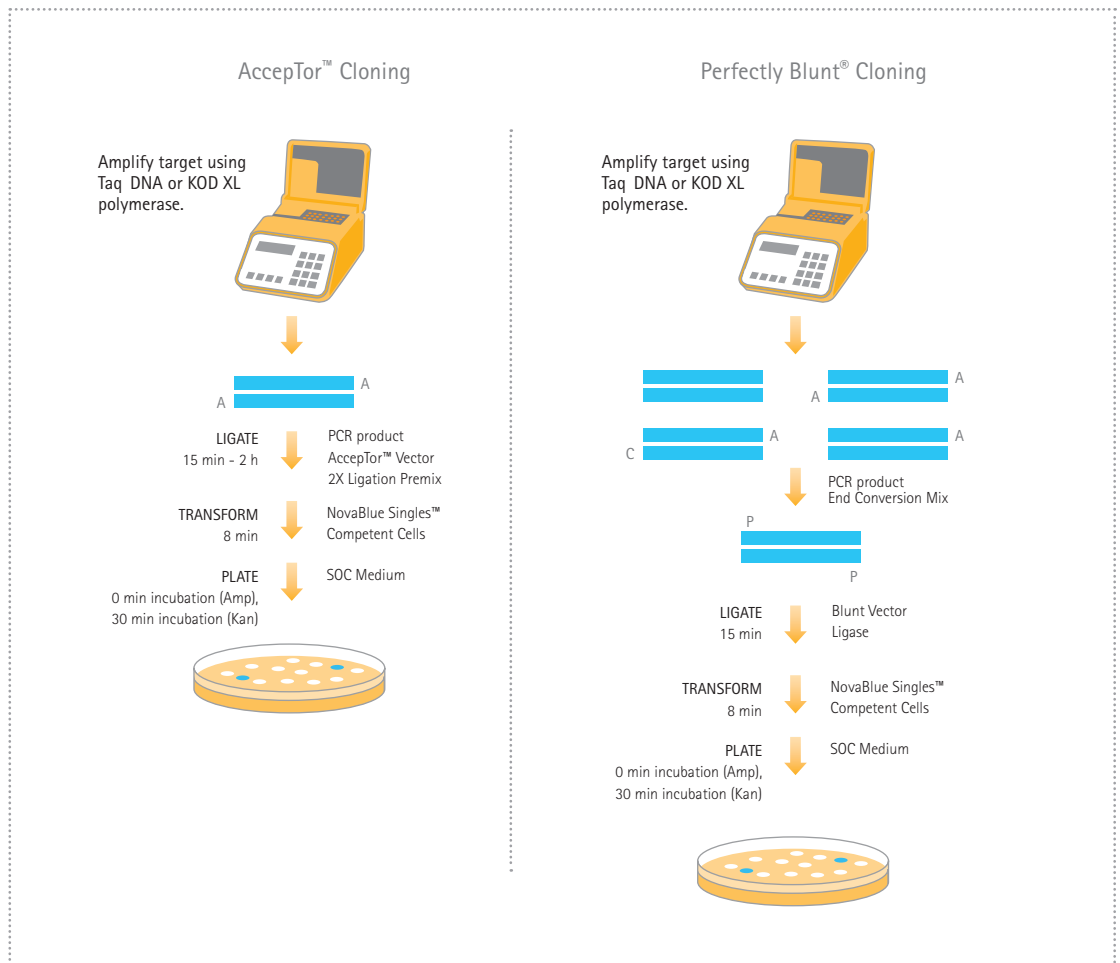 AccepTor™ Cloning
Amplify target using
Taq DNA or KOD XL
polymerase.
A
A
LIGATE
15 min - 2 h
PCR product
AccepTor™ Vector
2X Ligation Premix
TRANSFORM
8 min
NovaBlue Singles™
Competent Cells
PLATE
0 min incubation (Amp),
30 min incubation (Kan)
SOC Medium
Perfectly Blunt® Cloning
Amplify target using
Taq DNA or KOD XL
polymerase.
A
A
A
C
A
PCR product
End Conversion Mix
P
P
LIGATE
15 min
Blunt Vector
Ligase
TRANSFORM
8 min
NovaBlue Singles™
Competent Cells
PLATE
0 min incubation (Amp),
30 min incubation (Kan)
SOC Medium